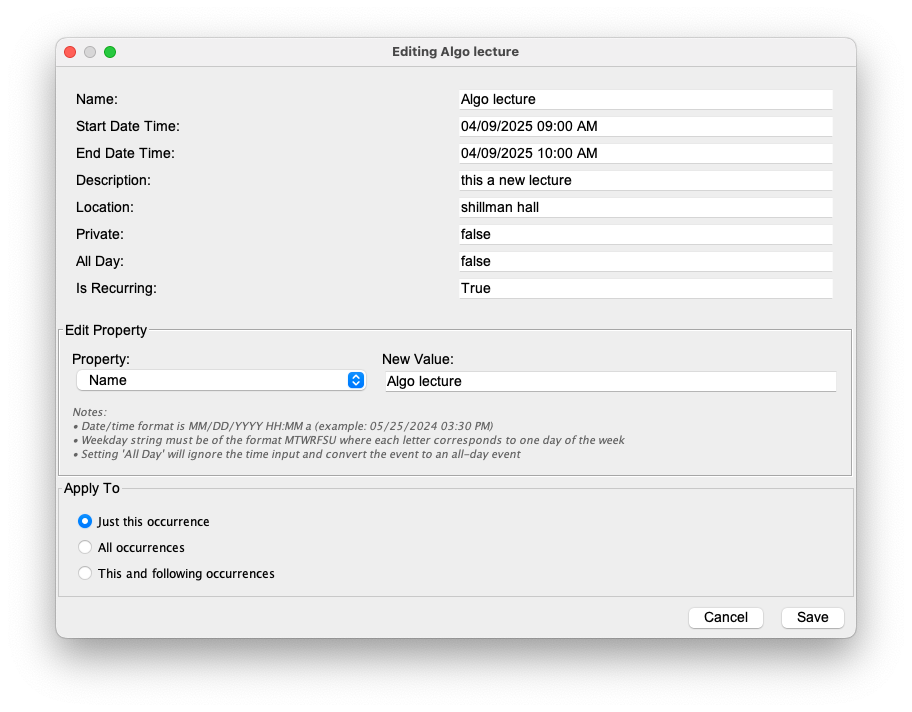 Editing Algo lecture
Name: Algo lecture
Start Date Time: 04/09/2025 09:00 AM
End Date Time: 04/09/2025 10:00 AM
Description: this a new lecture
Location: shillman hall
Private: false
All Day: false
Is Recurring: True
Edit Property
Property: New Value:
Name Algo lecture
Notes:
• Date/time format is MM/DD/YYYY HH:MM a (example: 05/25/2024 03:30 PM)
• Weekday string must be of the format MTWRFSU where each letter corresponds to one day of the week
• Setting 'All Day' will ignore the time input and convert the event to an all-day event
Apply To
Just this occurrence
All occurrences
This and following occurrences
Cancel Save